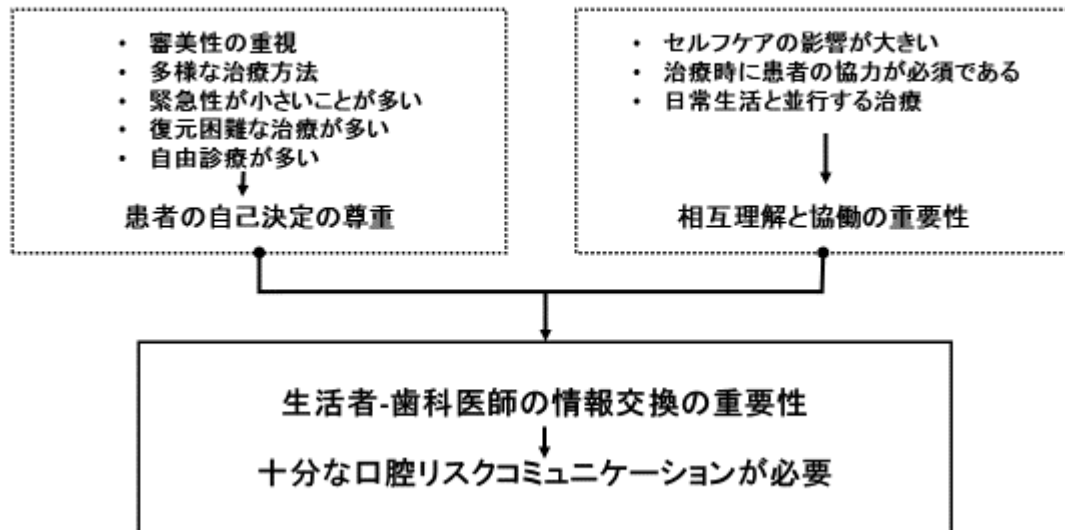 ・ 審美性の重視
・ 多様な治療方法
・ 緊急性が小さいことが多い
・ 復元困難な治療が多い
・ 自由診療が多い
患者の自己決定の尊重
・ セルフケアの影響が大きい
・ 治療時に患者の協力が必須である
・ 日常生活と並行する治療
相互理解と協働の重要性
生活者-歯科医師の情報交換の重要性
十分な口腔リスクコミュニケーションが必要